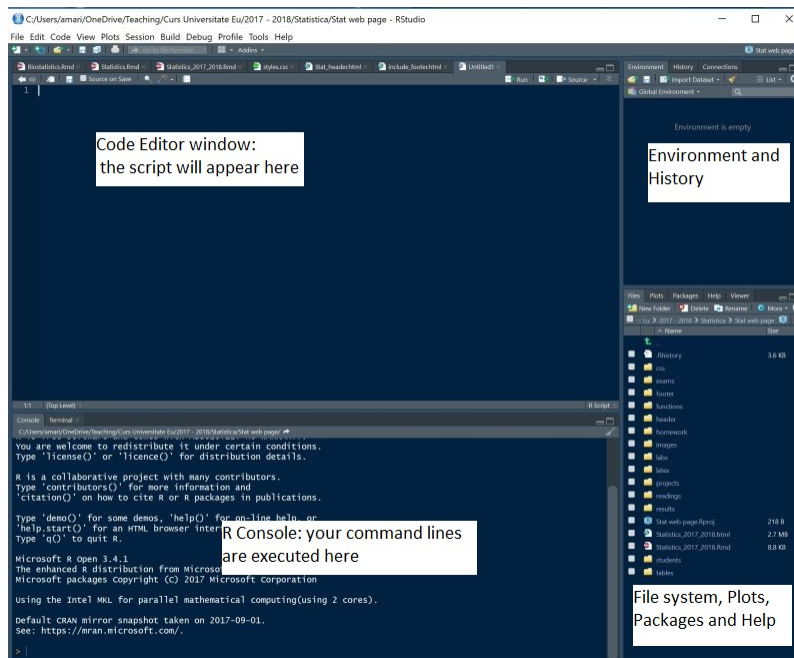 C:/Users/amari/OneDrive/Teaching/Curs Universitate Eu/2017 - 2018/Statistica/Stat web page - RStudio
File Edit Code View Plots Session Build Debug Profile Tools Help
Go to file/function Addins
Stat web page
Biostatistics.Rmd Statistics.Rmd Statistics_2017_2018.Rmd styles.css Stat_header.html include_footer.html Untitled1
Source on Save Run Source
1
Code Editor window:
the script will appear here
1:1 (Top Level) R Script
Environment History Connections
Import Dataset List
Global Environment
Environment is empty
Environment and
History
Console Terminal
C:/Users/amari/OneDrive/Teaching/Curs Universitate Eu/2017 - 2018/Statistica/Stat web page/
You are welcome to redistribute it under certain conditions.
Type 'license()' or 'licence()' for distribution details.
R is a collaborative project with many contributors.
Type 'contributors()' for more information and
'citation()' on how to cite R or R packages in publications.
Type 'demo()' for some demos, 'help()' for on-line help, or
'help.start()' for an HTML browser inter
Type 'q()' to quit R.
R Console: your command lines
are executed here
Microsoft R Open 3.4.1
The enhanced R distribution from Microso
Microsoft packages Copyright (C) 2017 Microsoft Corporation
Using the Intel MKL for parallel mathematical computing(using 2 cores).
Default CRAN mirror snapshot taken on 2017-09-01.
See: https://mran.microsoft.com/.
>
Files Plots Packages Help Viewer
New Folder Delete Rename More
Eu 2017 - 2018 Statistica Stat web page
Name Size
..
.Rhistory 3.6 KB
css
exams
footer
functions
header
homework
images
labs
latex
projects
readings
results
Stat web page.Rproj 218 B
Statistics_2017_2018.html 2.7 MB
Statistics_2017_2018.Rmd 8.8 KB
students
tables
File system, Plots,
Packages and Help